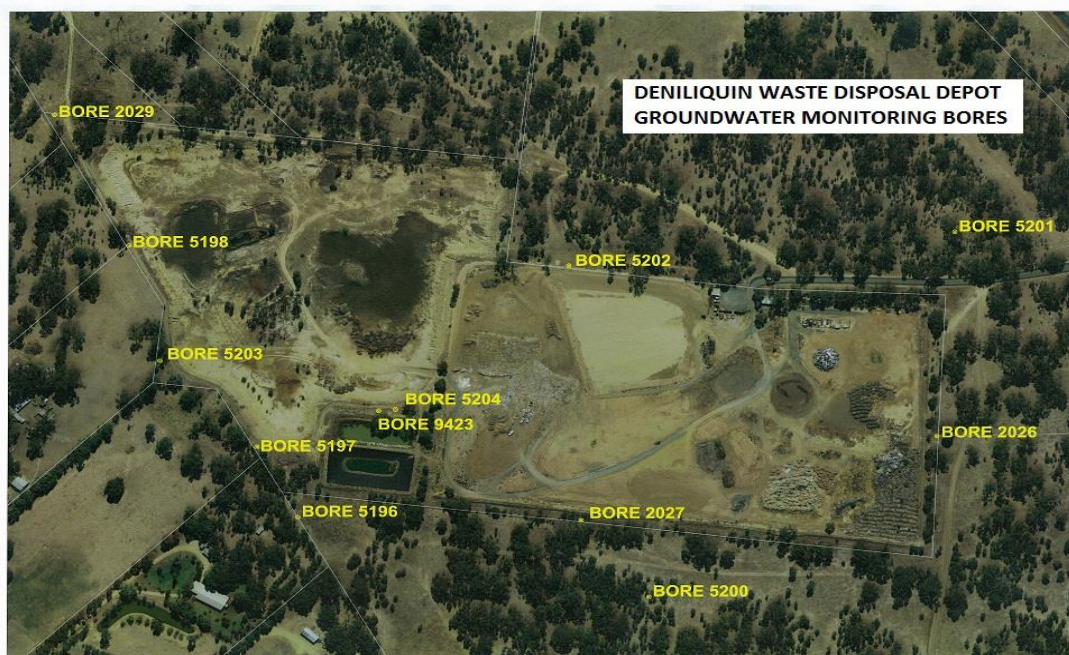 DENILIQUIN WASTE DISPOSAL DEPOT
GROUNDWATER MONITORING BORES
BORE 2029
BORE 5201
BORE 5198
BORE 5202
BORE 5203
BORE 5204
BORE 9423
BORE 2026
BORE 5197
BORE 5196
BORE 2027
BORE 5200